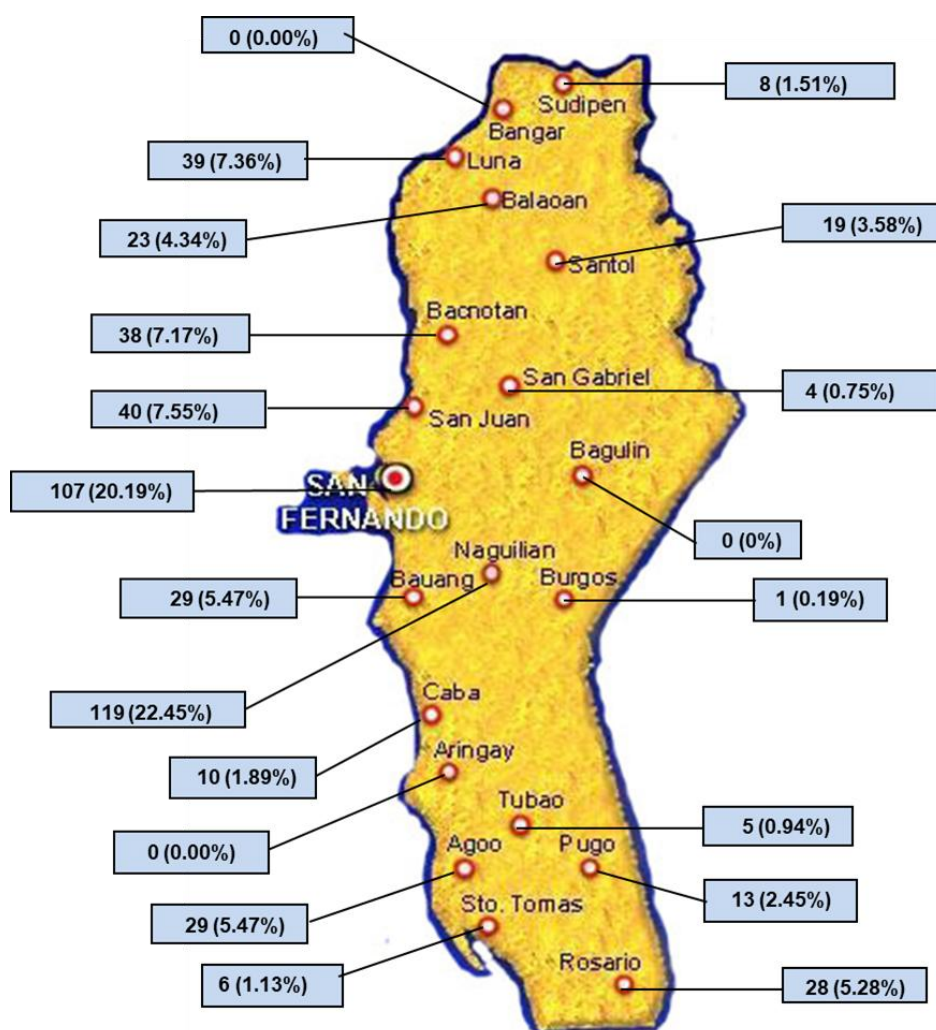 0 (0.00%)
8 (1.51%)
Sudipen
Bangar
39 (7.36%)
Luna
Balaoan
23 (4.34%)
19 (3.58%)
Santol
Bacnotan
38 (7.17%)
San Gabriel
4 (0.75%)
40 (7.55%)
San Juan
Bagulin
107 (20.19%)
SAN
FERNANDO
0 (0%)
Naguilian
Bauang
Burgos
29 (5.47%)
1 (0.19%)
119 (22.45%)
Caba
Aringay
10 (1.89%)
Tubao
5 (0.94%)
0 (0.00%)
Agoo
Pugo
13 (2.45%)
Sto. Tomas
29 (5.47%)
Rosario
6 (1.13%)
28 (5.28%)